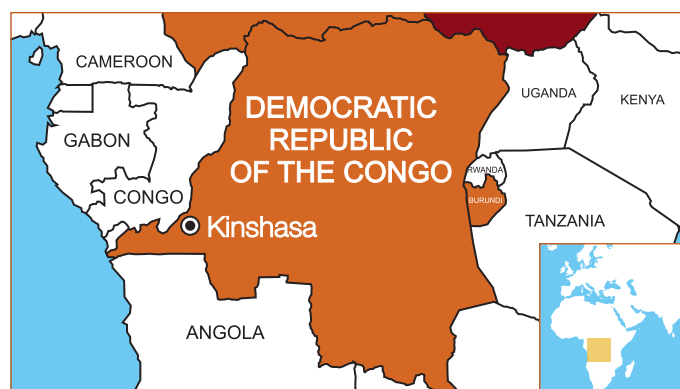 CAMEROON
DEMOCRATIC
REPUBLIC
OF THE CONGO
UGANDA
KENYA
GABON
RWANDA
CONGO
BURUNDI
Kinshasa
TANZANIA
ANGOLA